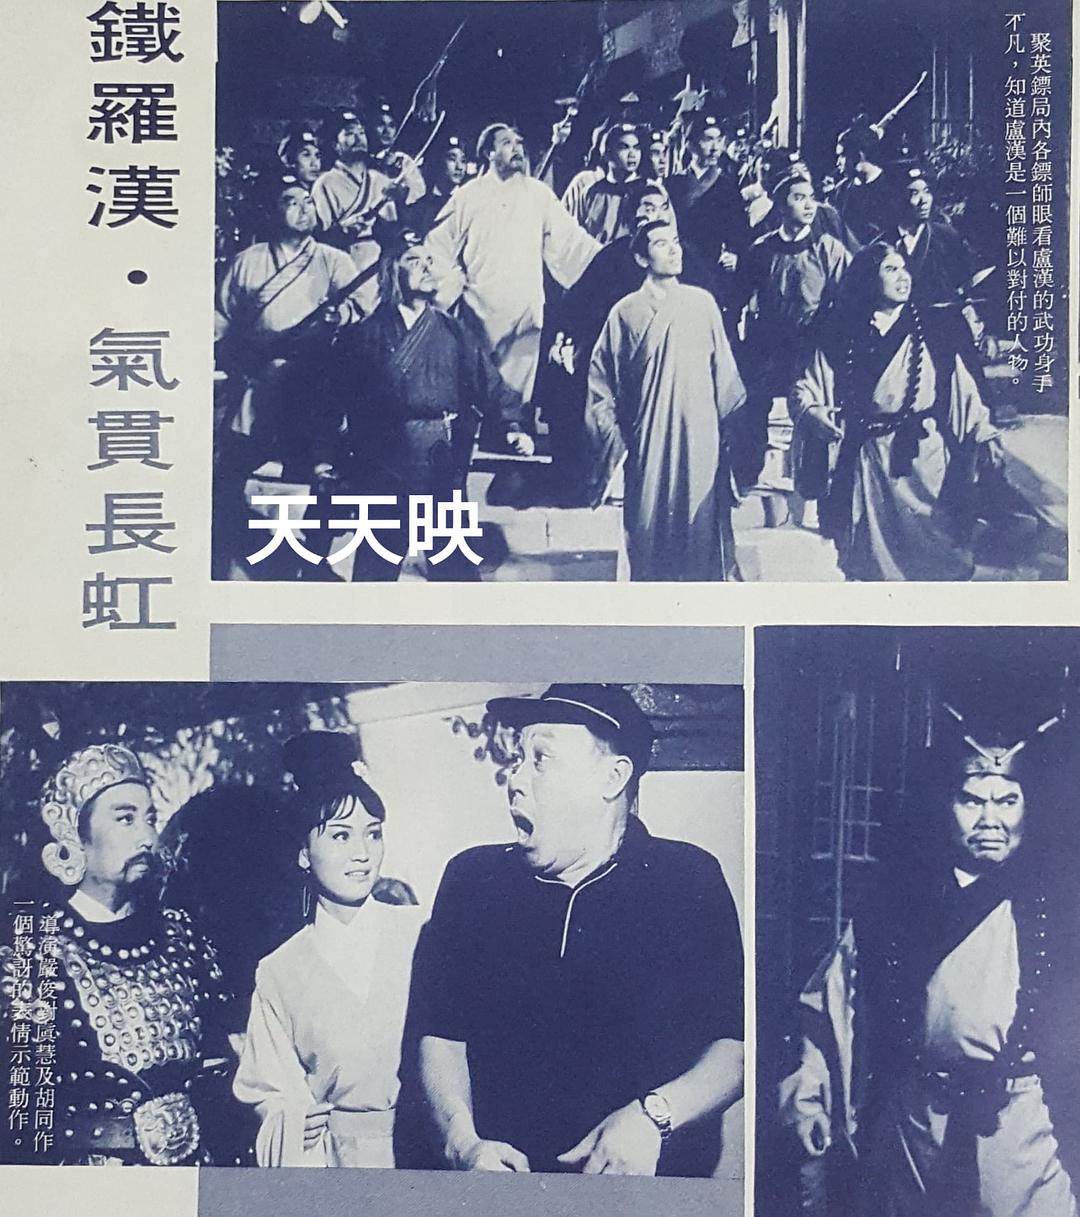 鐵羅漢・氣貫長虹
聚英鏢局內各鏢師眼看盧漢的武功身手
不凡，知道盧漢是一個難以對付的人物。
天天映
導演嚴俊對虞慧及胡同作
一個驚訝的表情示範動作。